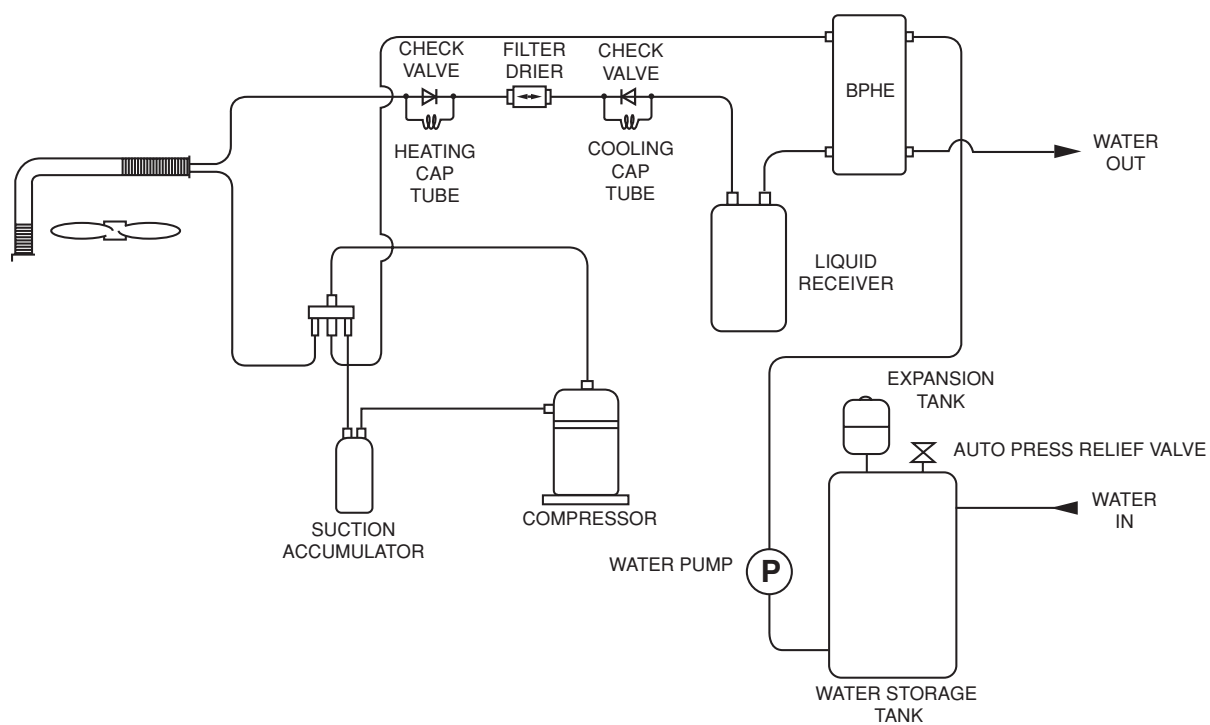 CHECK
VALVE
FILTER
DRIER
CHECK
VALVE
BPHE
HEATING
CAP
TUBE
COOLING
CAP
TUBE
WATER
OUT
LIQUID
RECEIVER
EXPANSION
TANK
AUTO PRESS RELIEF VALVE
WATER
IN
COMPRESSOR
SUCTION
ACCUMULATOR
WATER PUMP
P
WATER STORAGE
TANK